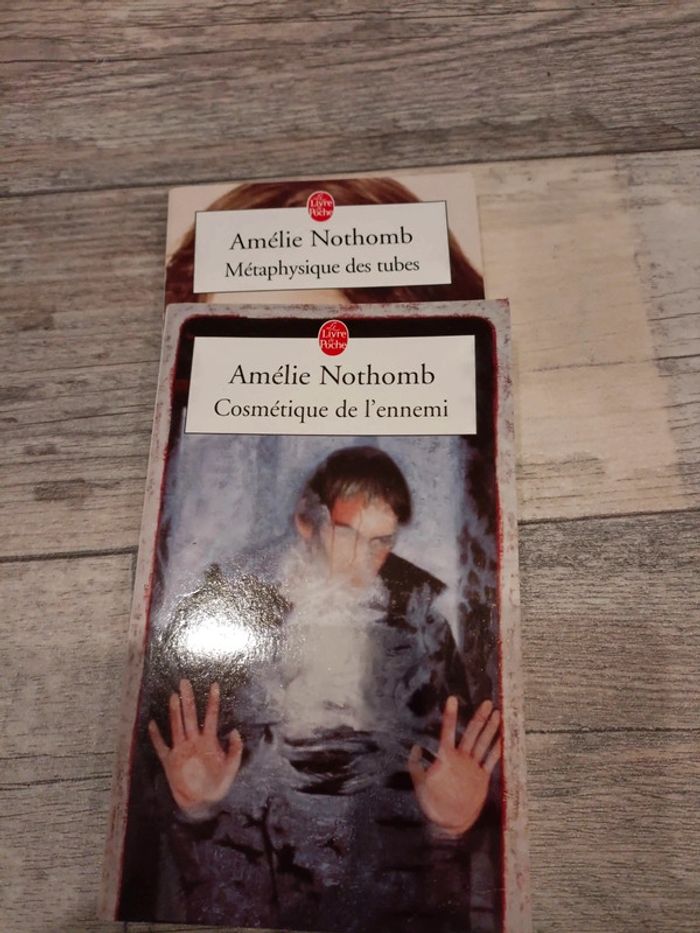 Le
Livre
de
Poche
Amélie Nothomb
Métaphysique des tubes
Le
Livre
de
Poche
Amélie Nothomb
Cosmétique de l'ennemi